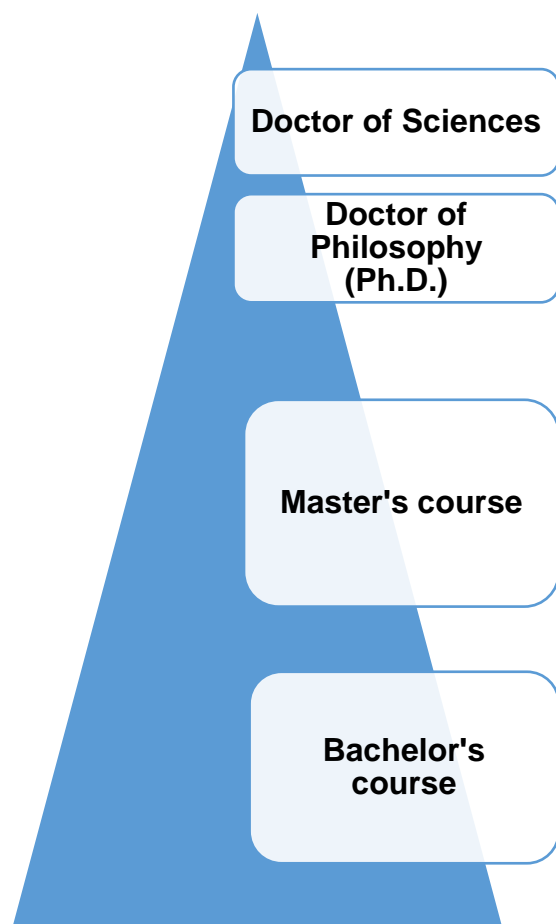 Doctor of Sciences
Doctor of
Philosophy
(Ph.D.)
Master's course
Bachelor's
course